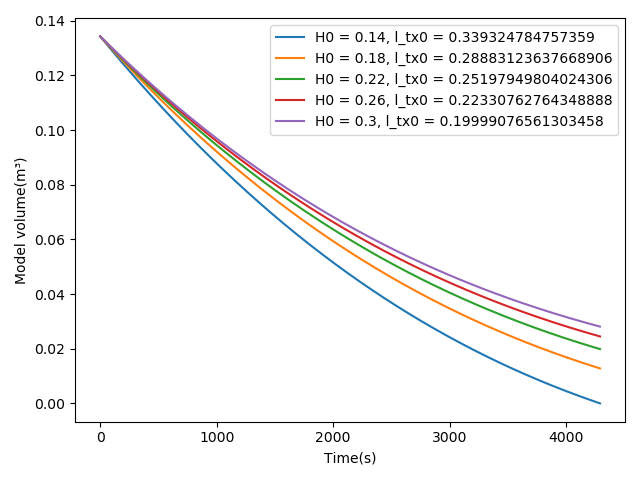 0.14
0.12
0.10
0.08
0.06
0.04
0.02
0.00
Model volume(m³)
H0 = 0.14, l_tx0 = 0.339324784757359
H0 = 0.18, l_tx0 = 0.28883123637668906
H0 = 0.22, l_tx0 = 0.25197949804024306
H0 = 0.26, l_tx0 = 0.22330762764348888
H0 = 0.3, l_tx0 = 0.19999076561303458
0
1000
2000
3000
4000
Time(s)